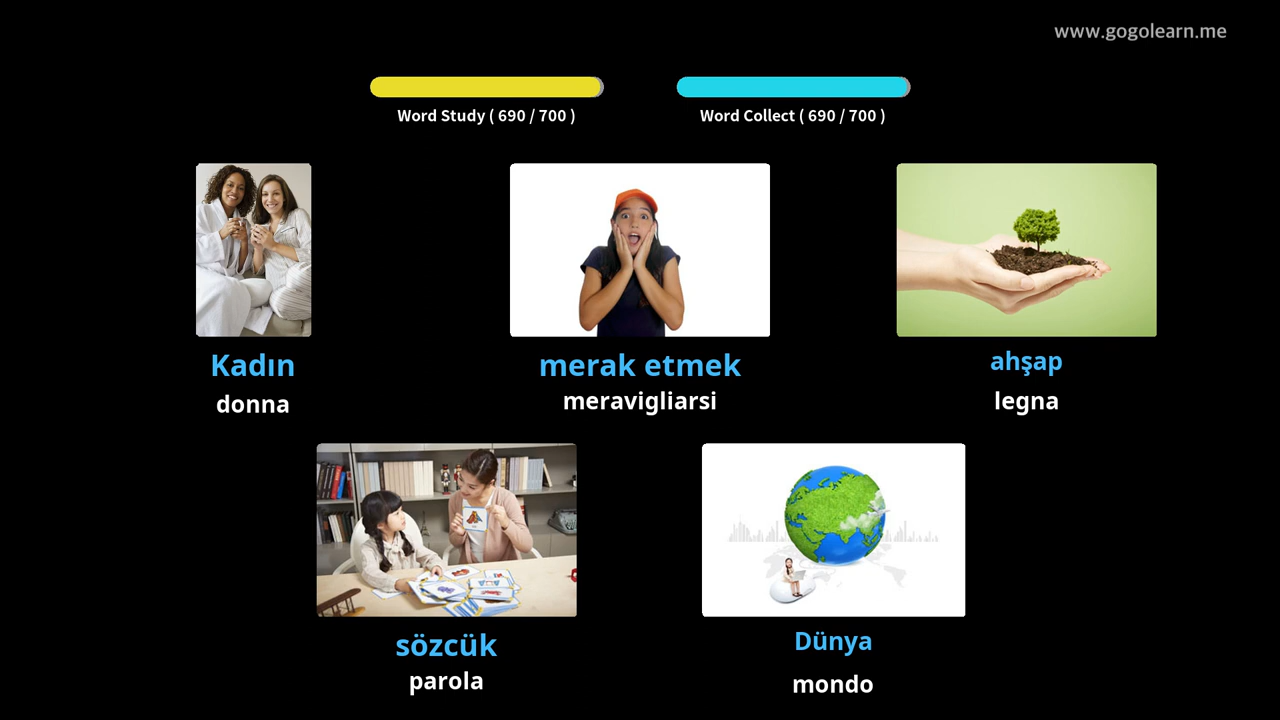 www.gogolearn.me
Word Study ( 690 / 700 )
Word Collect ( 690 / 700 )
Kadın
donna
merak etmek
meravigliarsi
ahşap
legna
sözcük
parola
Dünya
mondo